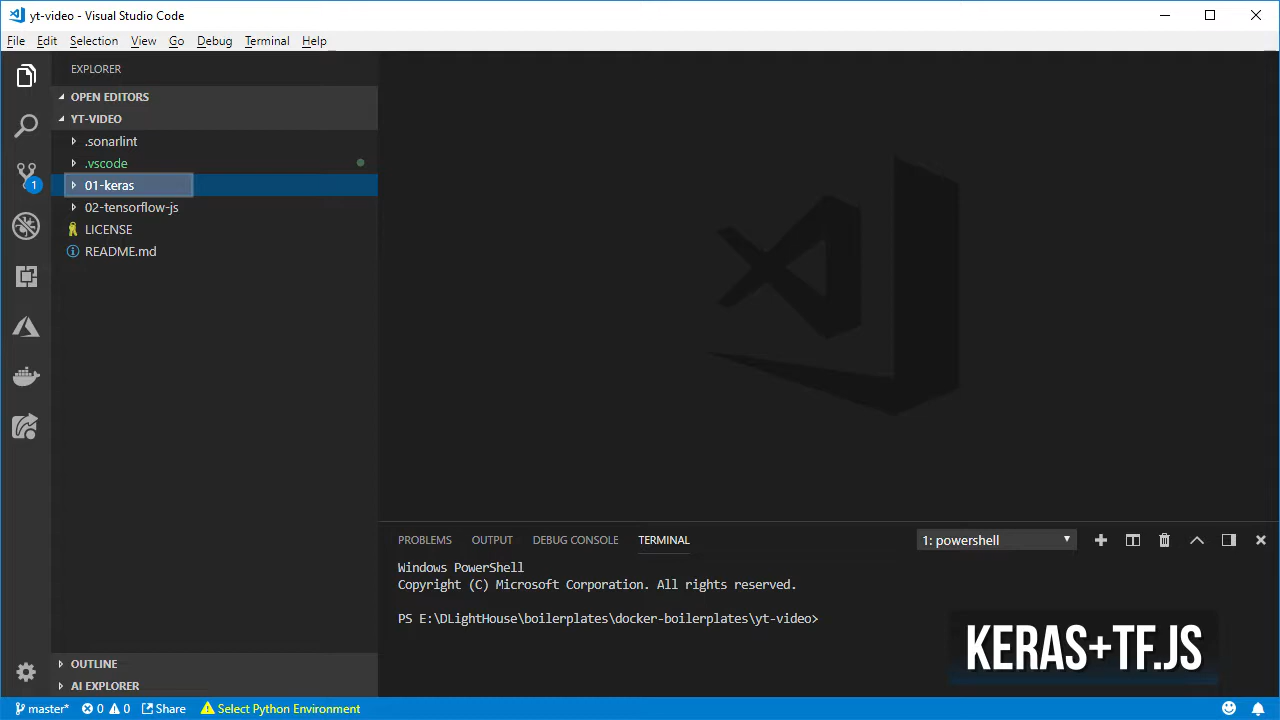 yt-video - Visual Studio Code
File Edit Selection View Go Debug Terminal Help
EXPLORER
OPEN EDITORS
YT-VIDEO
.sonarlint
.vscode
01-keras
02-tensorflow-js
LICENSE
README.md
OUTLINE
AI EXPLORER
1
PROBLEMS OUTPUT DEBUG CONSOLE TERMINAL 1: powershell
Windows PowerShell
Copyright (C) Microsoft Corporation. All rights reserved.
PS E:\DLightHouse\boilerplates\docker-boilerplates\yt-video>
KERAS+TF.JS
master* 0 0 Share Select Python Environment